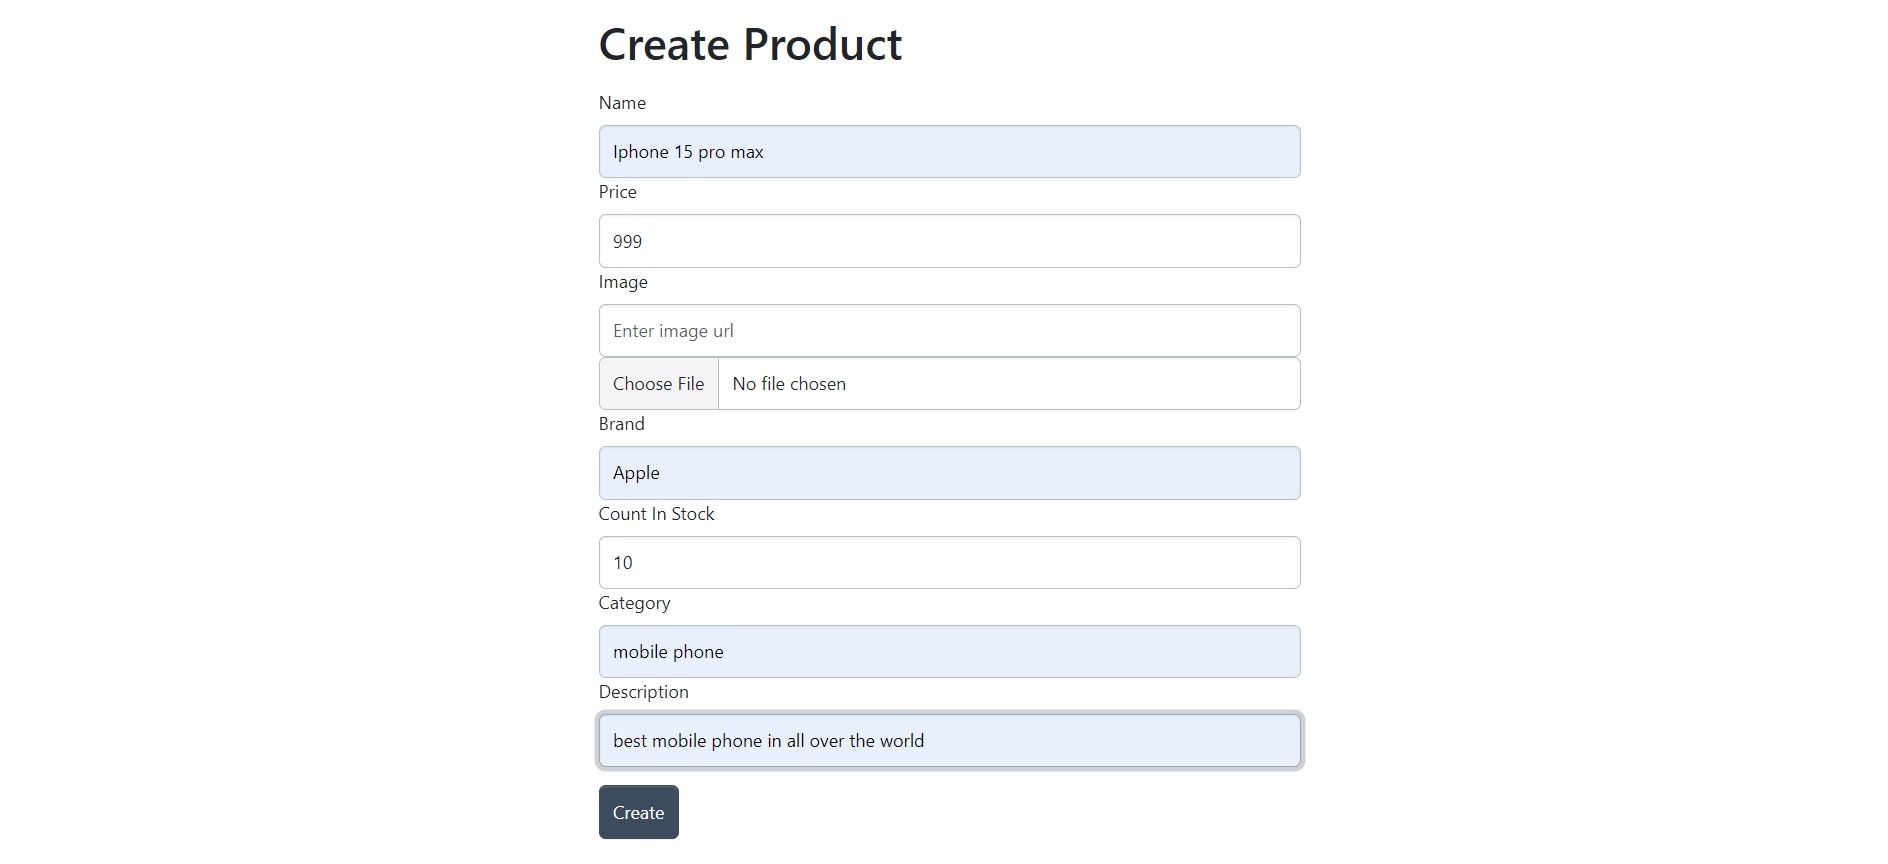 Create Product
Name
Iphone 15 pro max
Price
999
Image
Enter image url
Choose File No file chosen
Brand
Apple
Count In Stock
10
Category
mobile phone
Description
best mobile phone in all over the world
Create